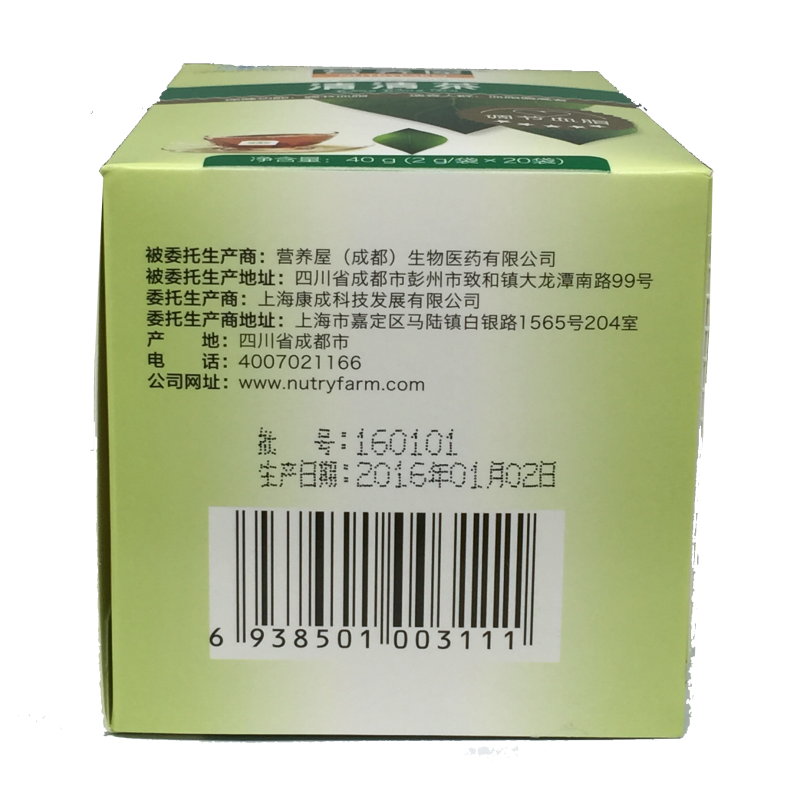 清清茶
调节血脂
净含量：40 g (2 g/袋×20袋)
被委托生产商：营养屋（成都）生物医药有限公司
被委托生产地址：四川省成都市彭州市致和镇大龙潭南路99号
委托生产商：上海康成科技发展有限公司
委托生产商地址：上海市嘉定区马陆镇白银路1565号204室
产 地：四川省成都市
电 话：4007021166
公司网址：www.nutryfarm.com
批 号：160101
生产日期：2016年01月02日
6 938501 003111